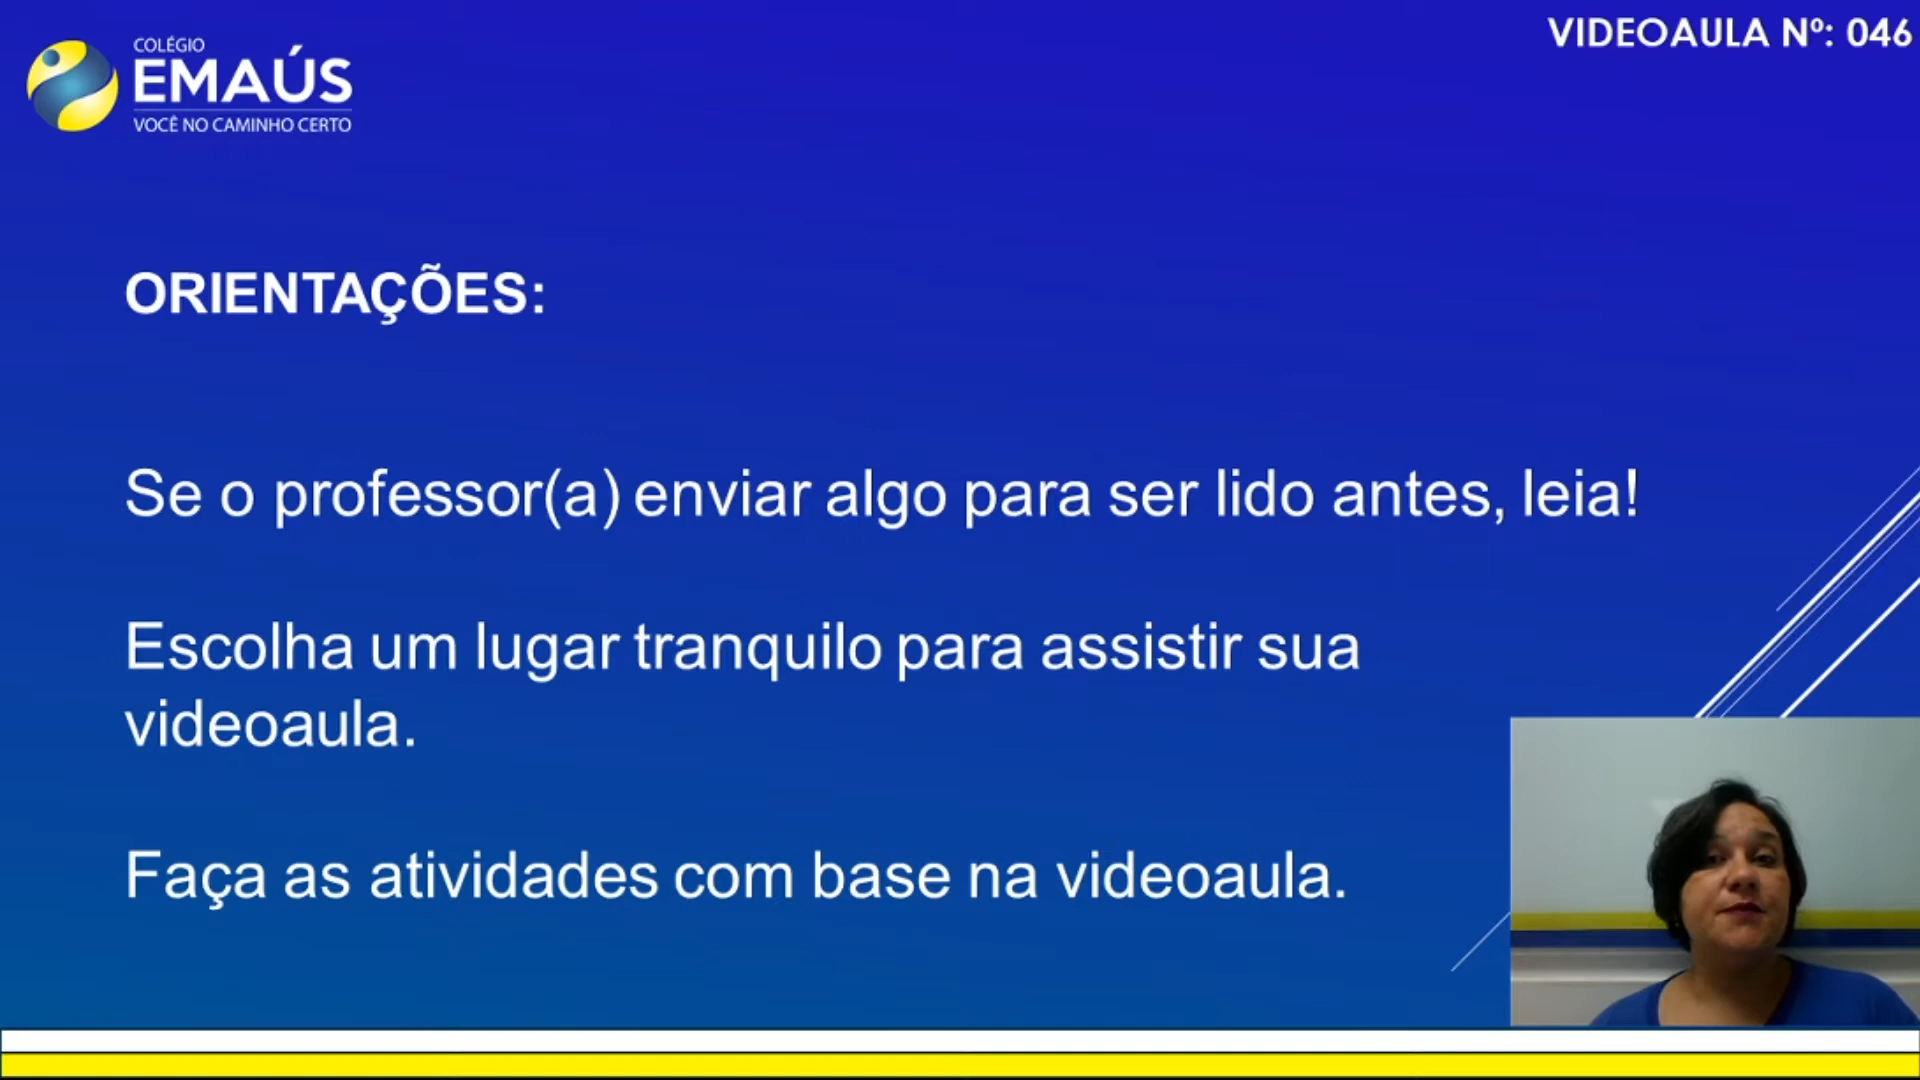 VIDEOAULA Nº: 046
COLÉGIO
EMAÚS
VOCÊ NO CAMINHO CERTO
ORIENTAÇÕES:
Se o professor(a) enviar algo para ser lido antes, leia!
Escolha um lugar tranquilo para assistir sua
videoaula.
Faça as atividades com base na videoaula.